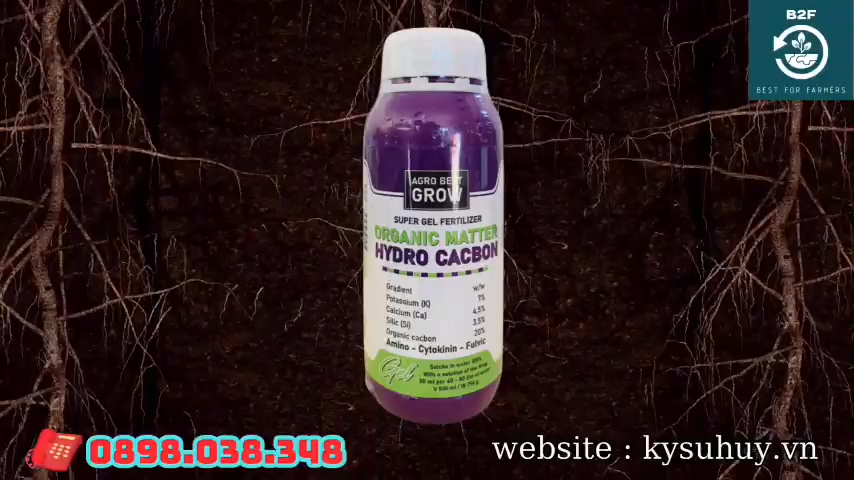 B2F
BEST FOR FARMERS
AGRO BEST
GROW
SUPER GEL FERTILIZER
ORGANIC MATTER
HYDRO CACBON
Gradient w/w
Potassium (K) 1%
Calcium (Ca) 4,5%
Silic (Si) 3,5%
Organic cacbon 20%
Amino - Cytokinin - Fulvic
Gel
0898.038.348
website : kysuhuy.vn